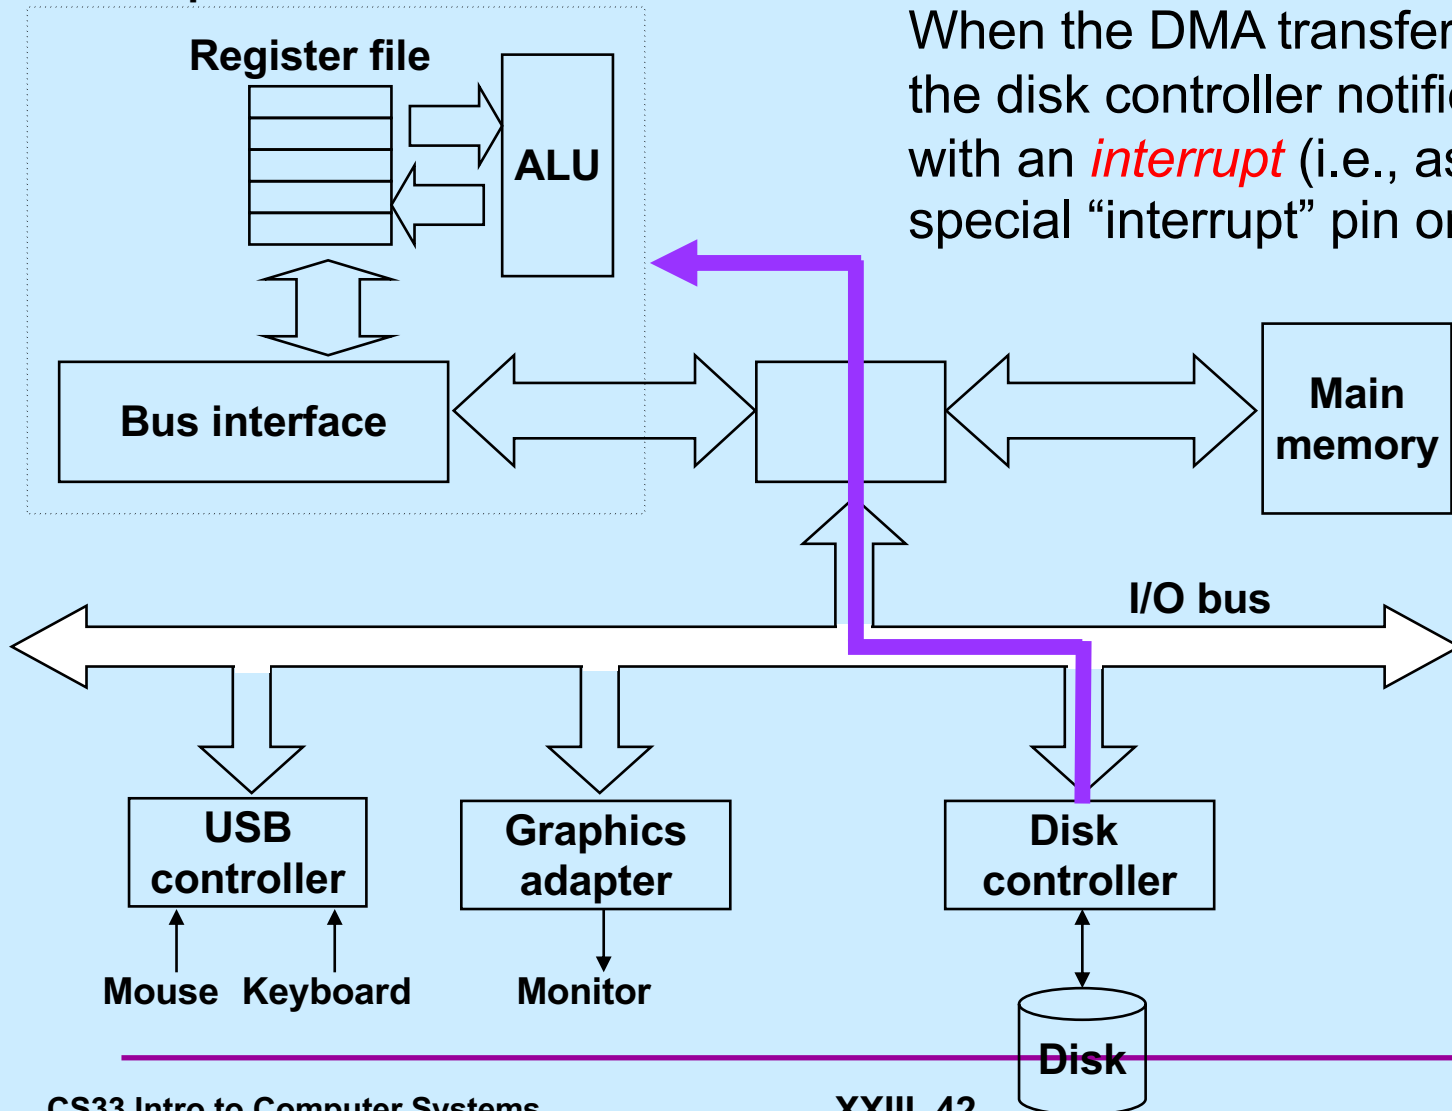 When the DMA transfer
the disk controller
with an interrupt (i.e.,
special “interrupt” pin
Register file
ALU
Bus interface
Main
memory
I/O bus
USB
controller
Graphics
adapter
Disk
controller
Mouse Keyboard
Monitor
Disk
CS33 Intro to Computer Systems
XXIII–42